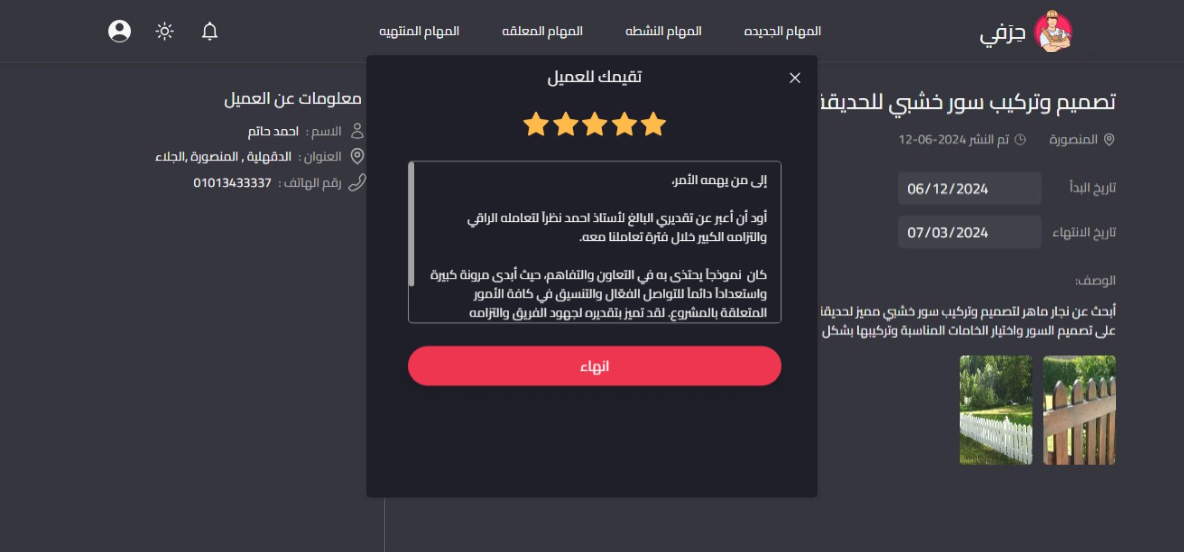 حِرَفي
المهام الجديده
المهام النشطه
المهام المعلقه
المهام المنتهيه
تقيمك للعميل
إلى من يهمه الأمر،
أود أن أعبر عن تقديري البالغ لأستاذ احمد نظراً لتعامله الراقي
والتزامه الكبير خلال فترة تعاملنا معه.
كان نموذجاً يحتذى به في التعاون والتفاهم، حيث أبدى مرونة كبيرة
واستعداداً دائماً للتواصل الفعّال والتنسيق في كافة الأمور
المتعلقة بالمشروع. لقد تميز بتقديره لجهود الفريق والتزامه
انهاء
تصميم وتركيب سور خشبي للحديقة
المنصورة
تم النشر 2024-06-12
تاريخ البدأ
06/12/2024
تاريخ الانتهاء
07/03/2024
الوصف:
أبحث عن نجار ماهر لتصميم وتركيب سور خشبي مميز لحديقة
على تصميم السور واختيار الخامات المناسبة وتركيبها بشكل
معلومات عن العميل
الاسم : احمد حاتم
العنوان : الدقهلية , المنصورة ,الجلاء
رقم الهاتف : 01013433337